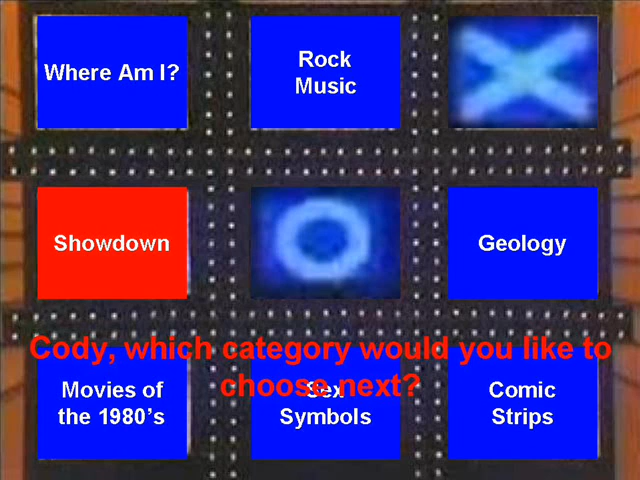 Where Am I?
Rock
Music
X
Showdown
O
Geology
Cody, which category would you like to
choose next?
Movies of
the 1980’s
Sex
Symbols
Comic
Strips